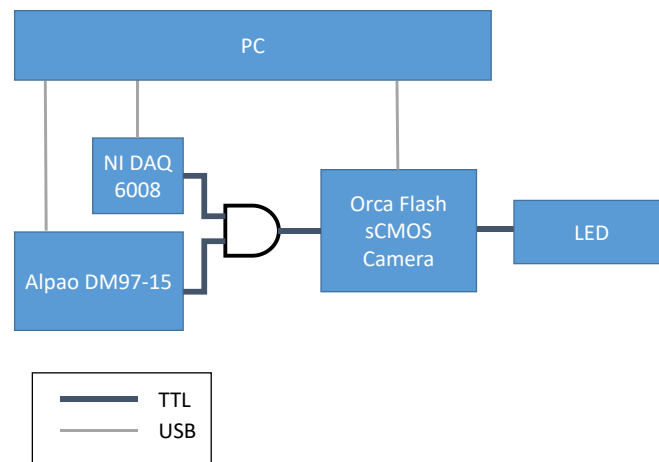 PC
NI DAQ
6008
Orca Flash
sCMOS
Camera
LED
Alpao DM97-15
TTL
USB